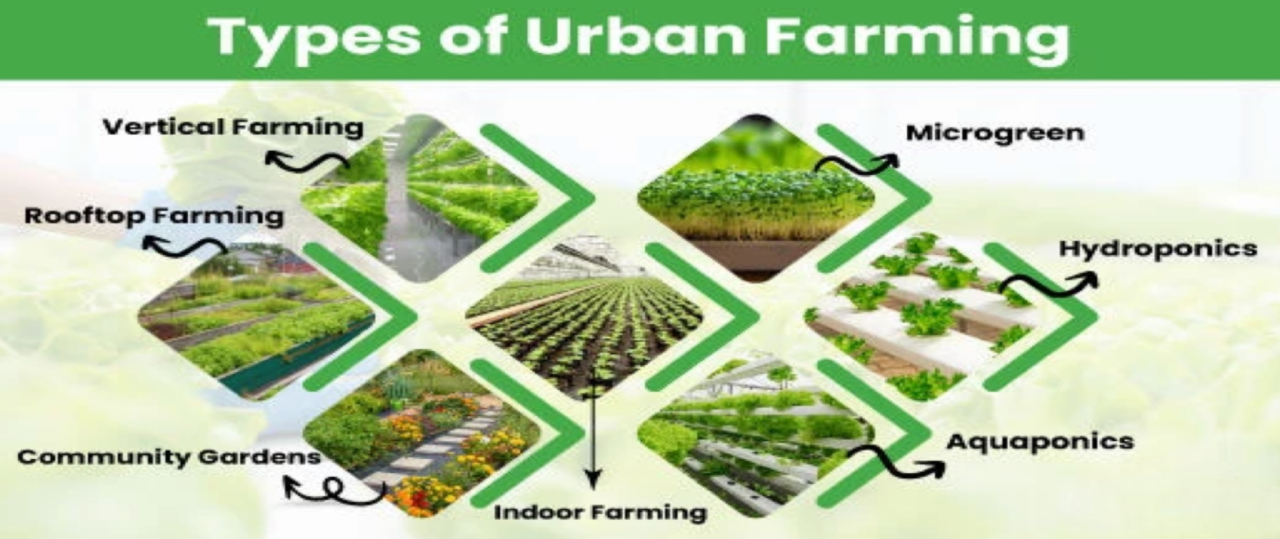 Types of Urban Farming
Vertical Farming
Microgreen
Rooftop Farming
Hydroponics
Community Gardens
Aquaponics
Indoor Farming